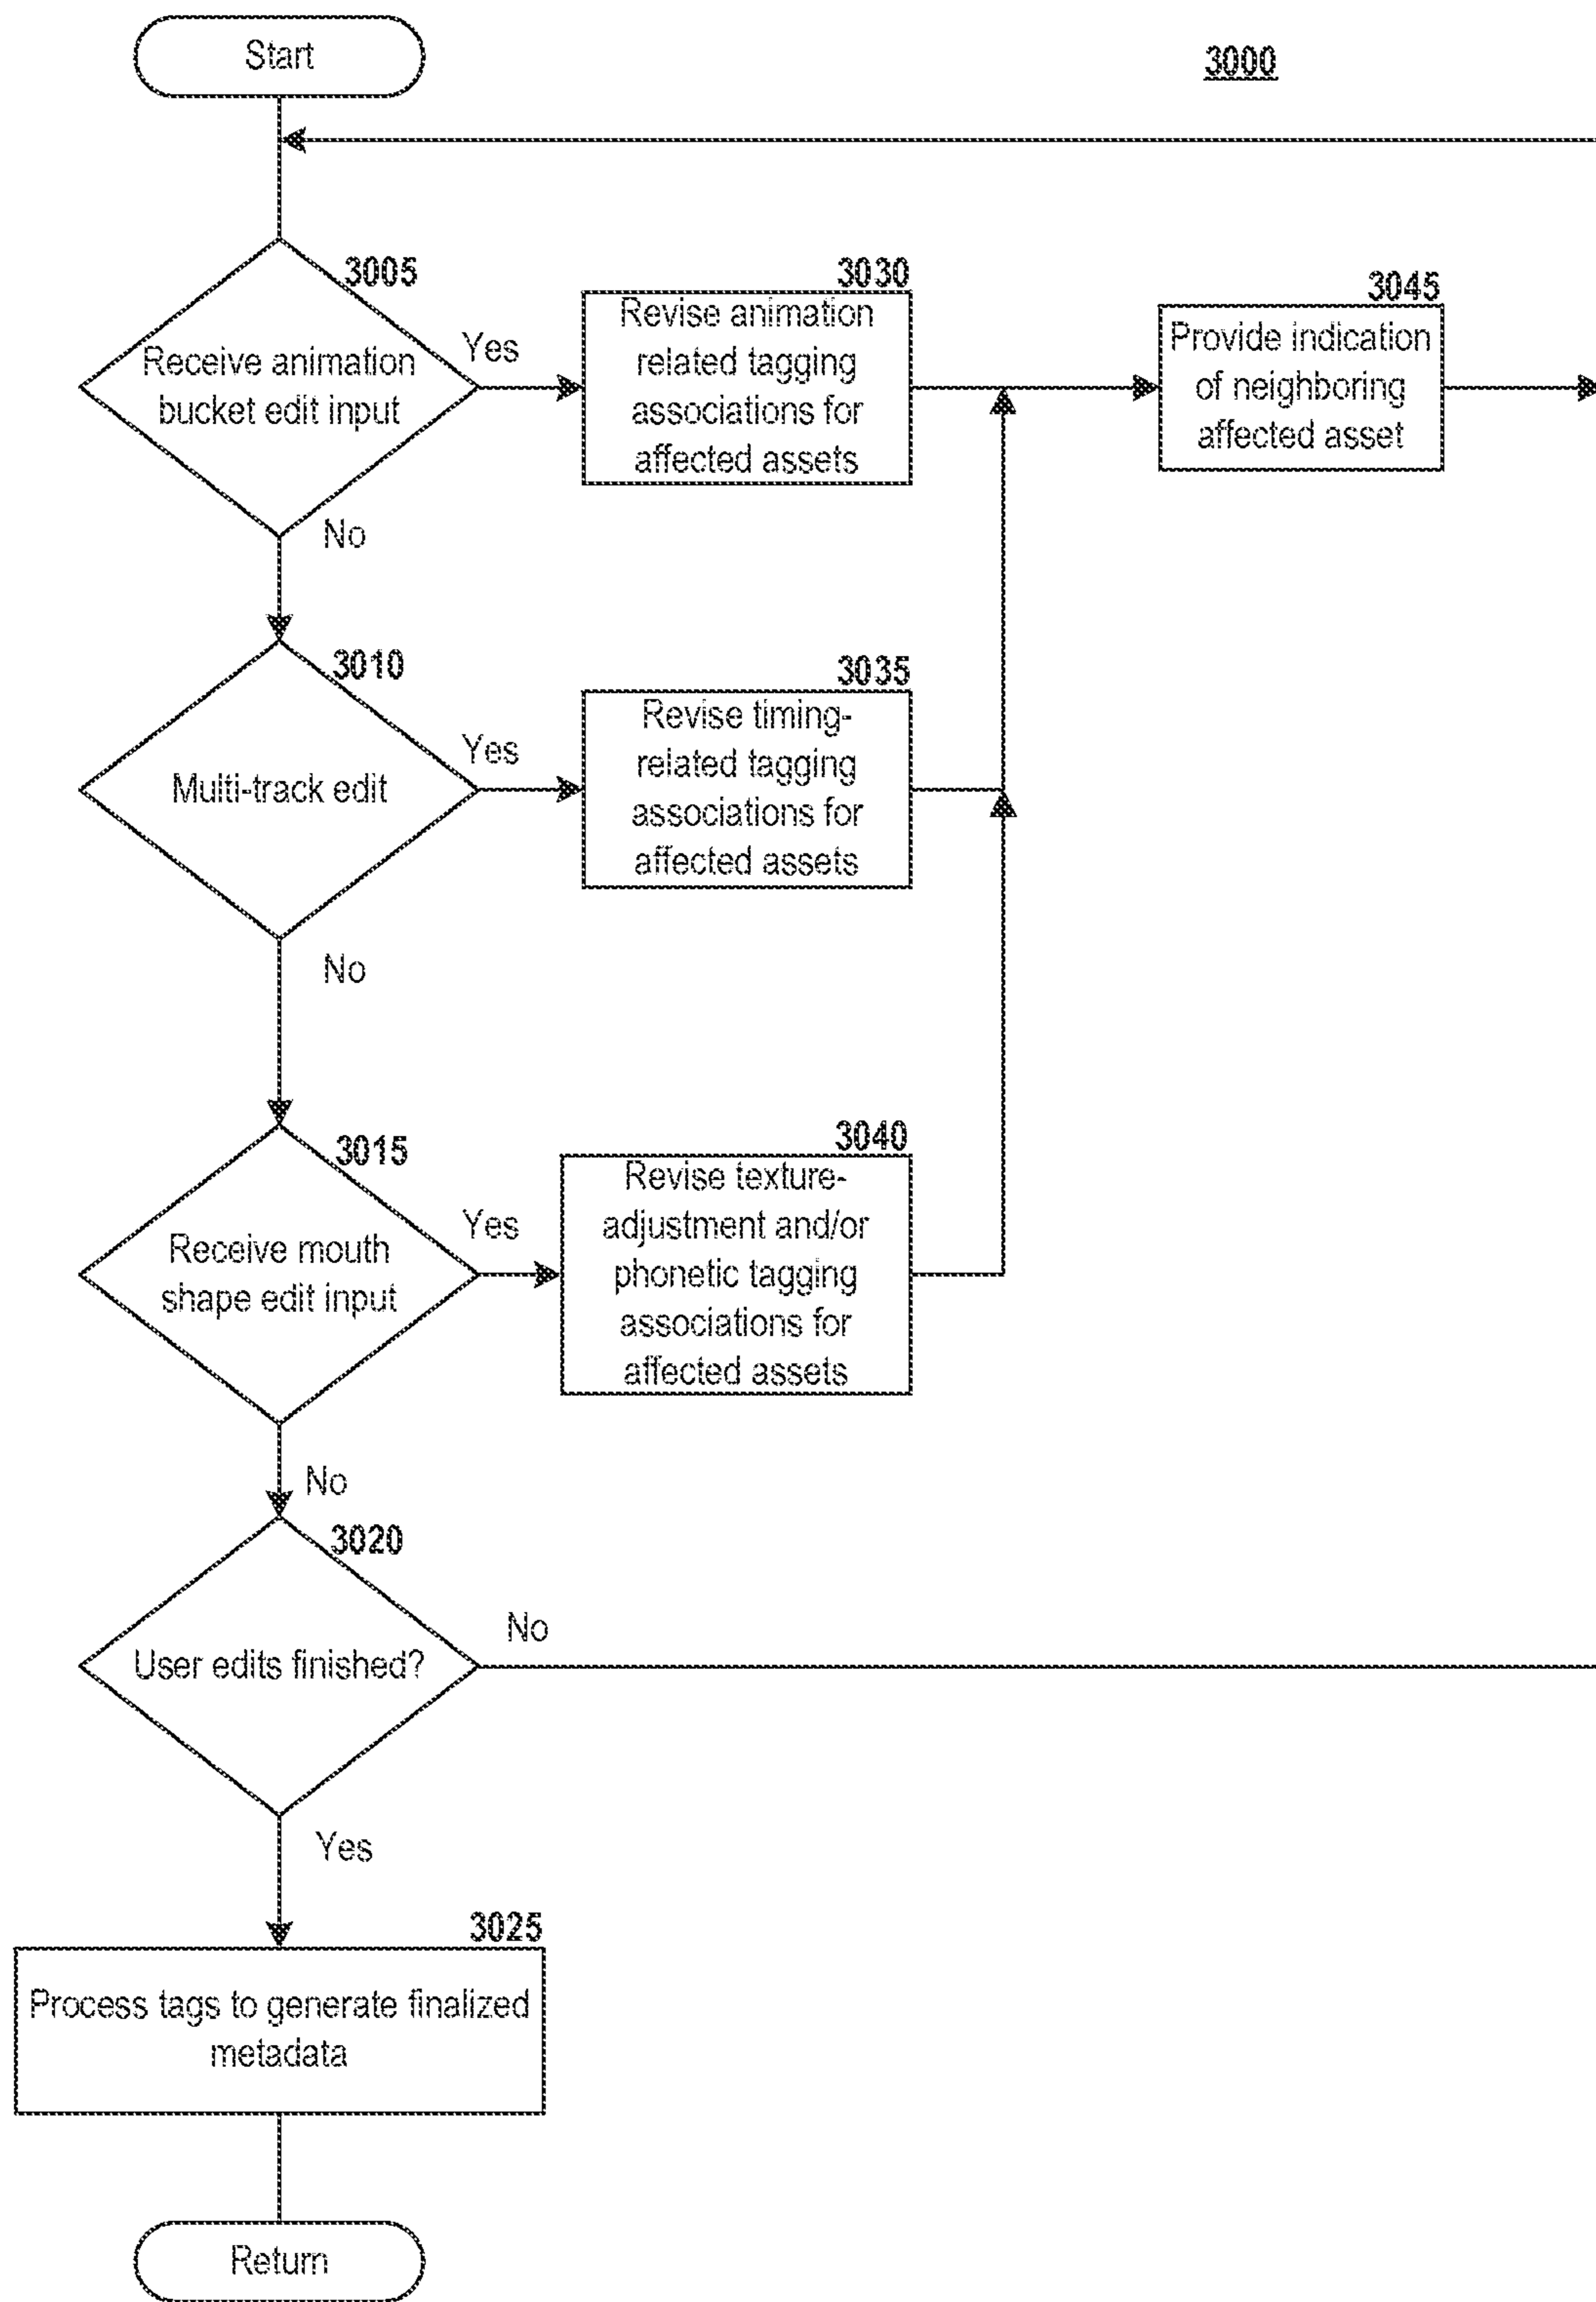 Start
3000
3005
Receive animation
bucket edit input
Yes
No
3030
Revise animation
related tagging
associations for
affected assets
3045
Provide indication
of neighboring
affected asset
3010
Multi-track edit
Yes
No
3035
Revise timing-
related tagging
associations for
affected assets
3015
Receive mouth
shape edit input
Yes
No
3040
Revise texture-
adjustment and/or
phonetic tagging
associations for
affected assets
3020
User edits finished?
No
Yes
3025
Process tags to generate finalized
metadata
Return